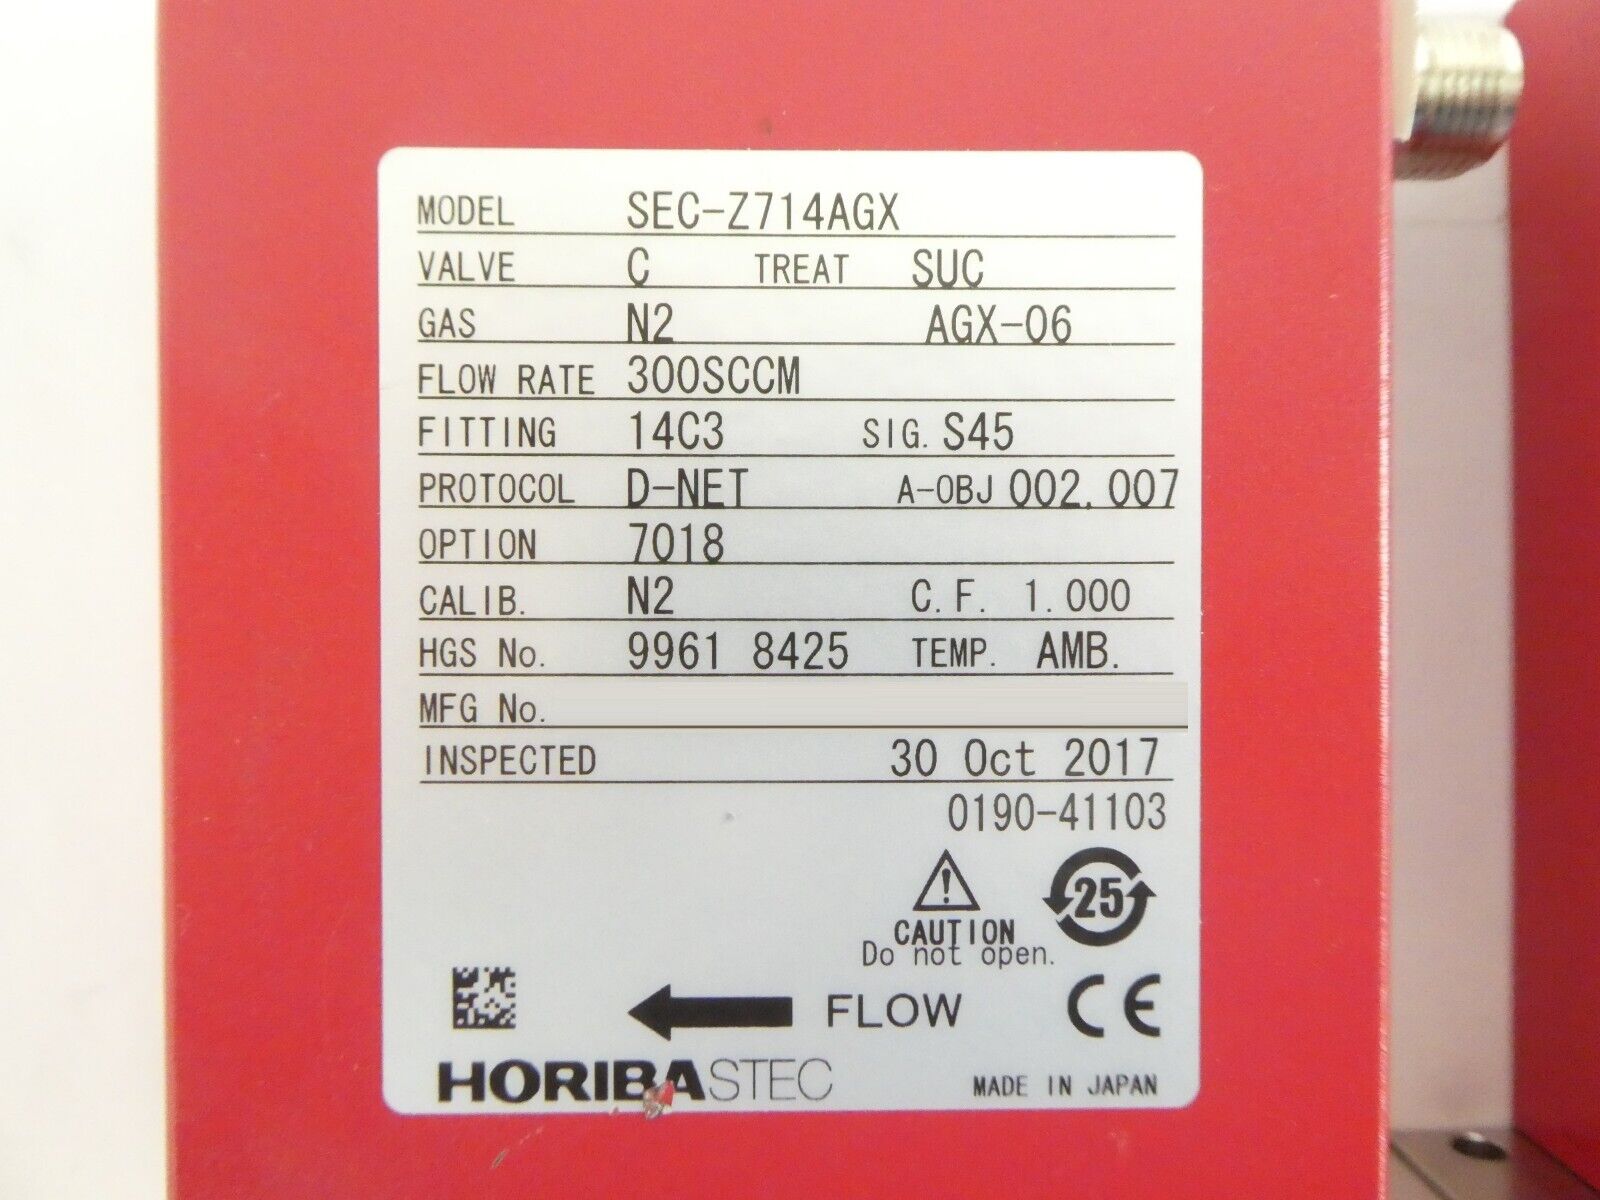 MODEL SEC-Z714AGX
VALVE C TREAT SUC
GAS N2 AGX-06
FLOW RATE 300SCCM
FITTING 14C3 SIG. S45
PROTOCOL D-NET A-OBJ 002,007
OPTION 7018
CALIB. N2 C.F. 1.000
HGS No. 9961 8425 TEMP. AMB.
MFG No.
INSPECTED 30 Oct 2017
0190-41103
25
CAUTION
Do not open.
FLOW CE
HORIBASTEC MADE IN JAPAN